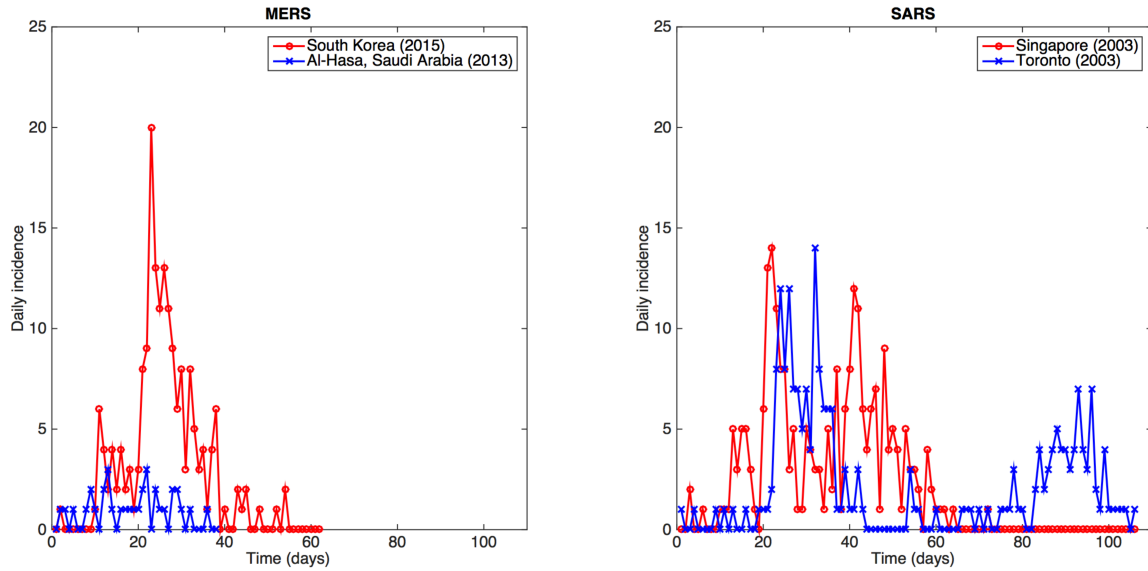 MERS
25
20
15
10
5
0
Daily incidence
0
20
40
60
80
100
Time (days)
South Korea (2015)
Al-Hasa, Saudi Arabia (2013)
SARS
25
20
15
10
5
0
Daily incidence
0
20
40
60
80
100
Time (days)
Singapore (2003)
Toronto (2003)